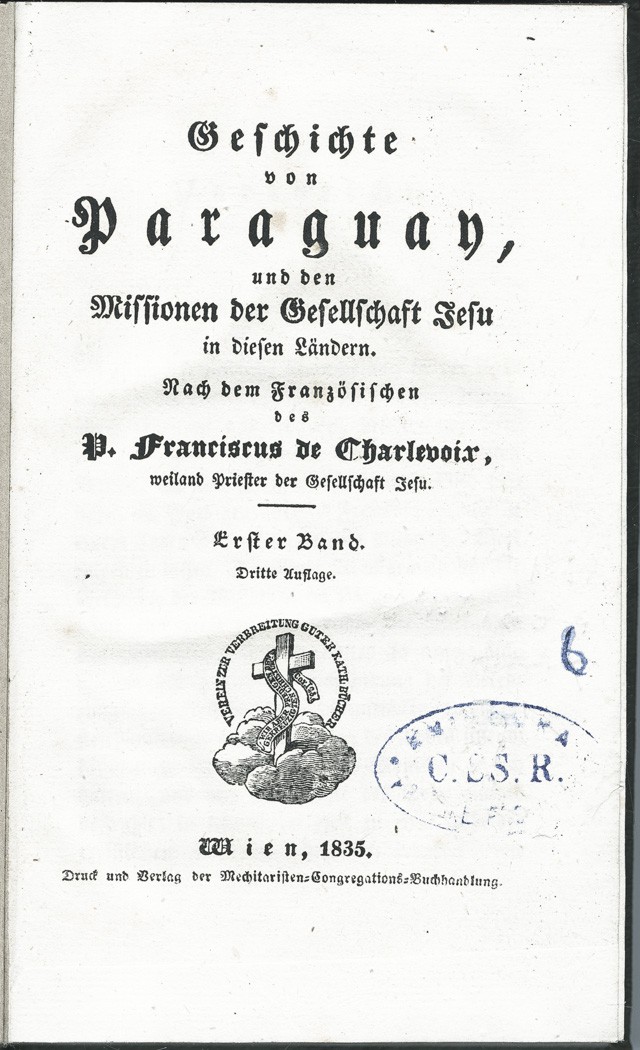 Geschichte
von
Paraguay,
und den
Missionen der Gesellschaft Jesu
in diesen Ländern.
Nach dem Französischen
des
P. Franciscus de Charlevoix,
weiland Priester der Gesellschaft Jesu.
Erster Band.
Dritte Auflage.
VEREIN ZUR VERBREITUNG GUTER KATH. BÜCHER
6
C. SS. R.
Wien, 1835.
Druck und Verlag der Mechitaristen-Congregations-Buchhandlung.